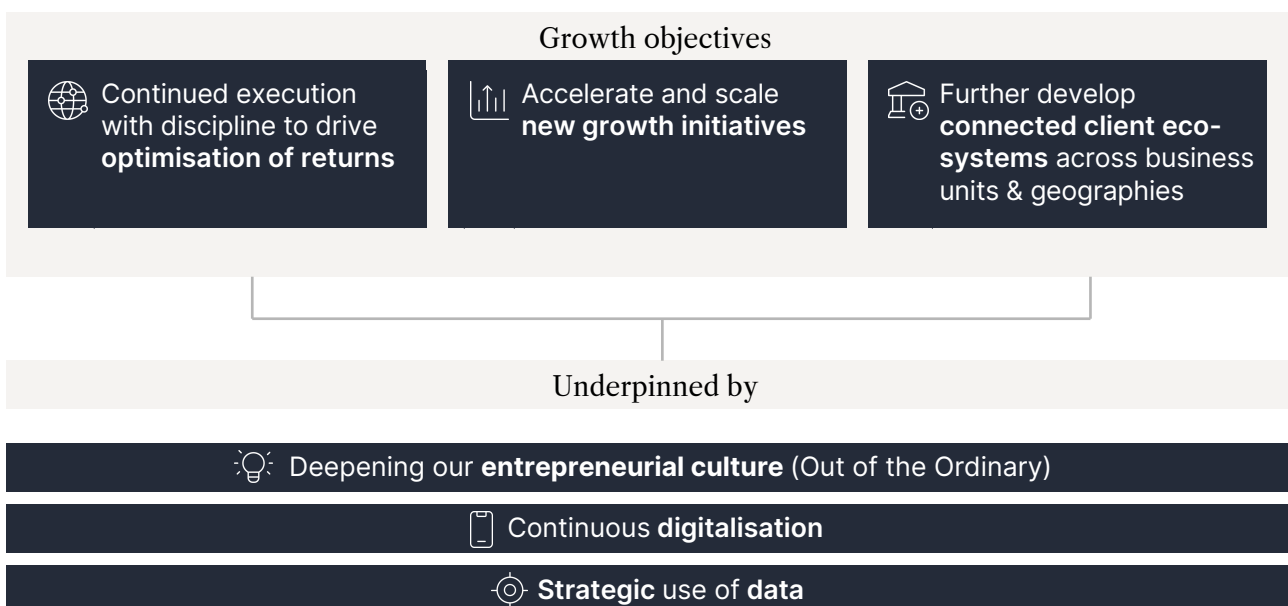 Growth objectives
Continued execution
with discipline to drive
optimisation of returns
Accelerate and scale
new growth initiatives
Further develop
connected client eco-
systems across business
units & geographies
Underpinned by
Deepening our entrepreneurial culture (Out of the Ordinary)
Continuous digitalisation
Strategic use of data